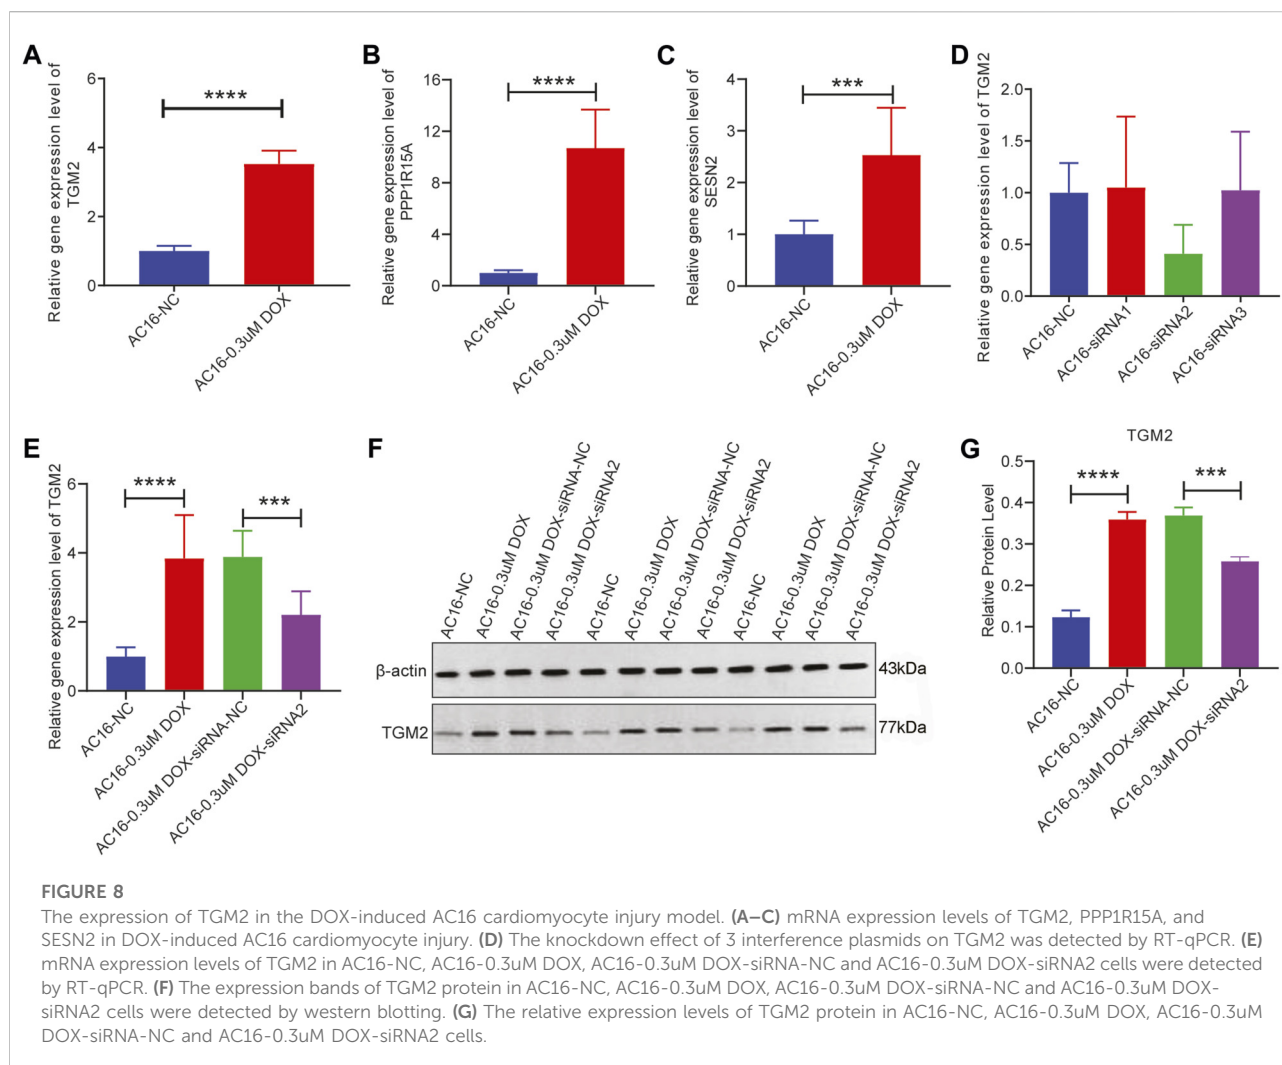 A
Relative gene expression level of
TGM2
6
4
2
0
****
AC16-NC
AC16-0.3uM DOX
B
Relative gene expression level of
PPP1R15A
16
12
8
4
0
****
AC16-NC
AC16-0.3uM DOX
C
Relative gene expression level of
SESN2
4
3
2
1
0
***
AC16-NC
AC16-0.3uM DOX
D
Relative gene expression level of TGM2
2.0
1.5
1.0
0.5
0.0
AC16-NC
AC16-siRNA1
AC16-siRNA2
AC16-siRNA3
E
Relative gene expression level of TGM2
6
4
2
0
****
***
AC16-NC
AC16-0.3uM DOX
AC16-0.3uM DOX-siRNA-NC
AC16-0.3uM DOX-siRNA2
F
AC16-NC
AC16-0.3uM DOX
AC16-0.3uM DOX-siRNA-NC
AC16-0.3uM DOX-siRNA2
AC16-NC
AC16-0.3uM DOX
AC16-0.3uM DOX-siRNA-NC
AC16-0.3uM DOX-siRNA2
AC16-NC
AC16-0.3uM DOX
AC16-0.3uM DOX-siRNA-NC
AC16-0.3uM DOX-siRNA2
β-actin
43kDa
TGM2
77kDa
G
TGM2
Relative Protein Level
0.5
0.4
0.3
0.2
0.1
0.0
****
***
AC16-NC
AC16-0.3uM DOX
AC16-0.3uM DOX-siRNA-NC
AC16-0.3uM DOX-siRNA2
FIGURE 8
The expression of TGM2 in the DOX-induced AC16 cardiomyocyte injury model. (A–C) mRNA expression levels of TGM2, PPP1R15A, and
SESN2 in DOX-induced AC16 cardiomyocyte injury. (D) The knockdown effect of 3 interference plasmids on TGM2 was detected by RT-qPCR. (E)
mRNA expression levels of TGM2 in AC16-NC, AC16-0.3uM DOX, AC16-0.3uM DOX-siRNA-NC and AC16-0.3uM DOX-siRNA2 cells were detected
by RT-qPCR. (F) The expression bands of TGM2 protein in AC16-NC, AC16-0.3uM DOX, AC16-0.3uM DOX-siRNA-NC and AC16-0.3uM DOX-
siRNA2 cells were detected by western blotting. (G) The relative expression levels of TGM2 protein in AC16-NC, AC16-0.3uM DOX, AC16-0.3uM
DOX-siRNA-NC and AC16-0.3uM DOX-siRNA2 cells.